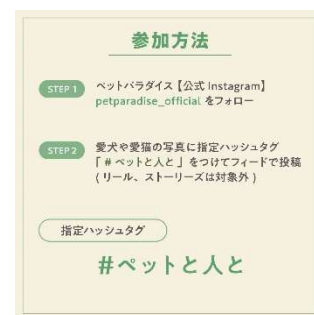 参加方法
STEP 1
ペットパラダイス【公式 Instagram】
petparadise_official をフォロー
STEP 2
愛犬や愛猫の写真に指定ハッシュタグ
「 # ペットと人と 」をつけてフィードで投稿
( リール、ストーリーズは対象外 )
指定ハッシュタグ
#ペットと人と